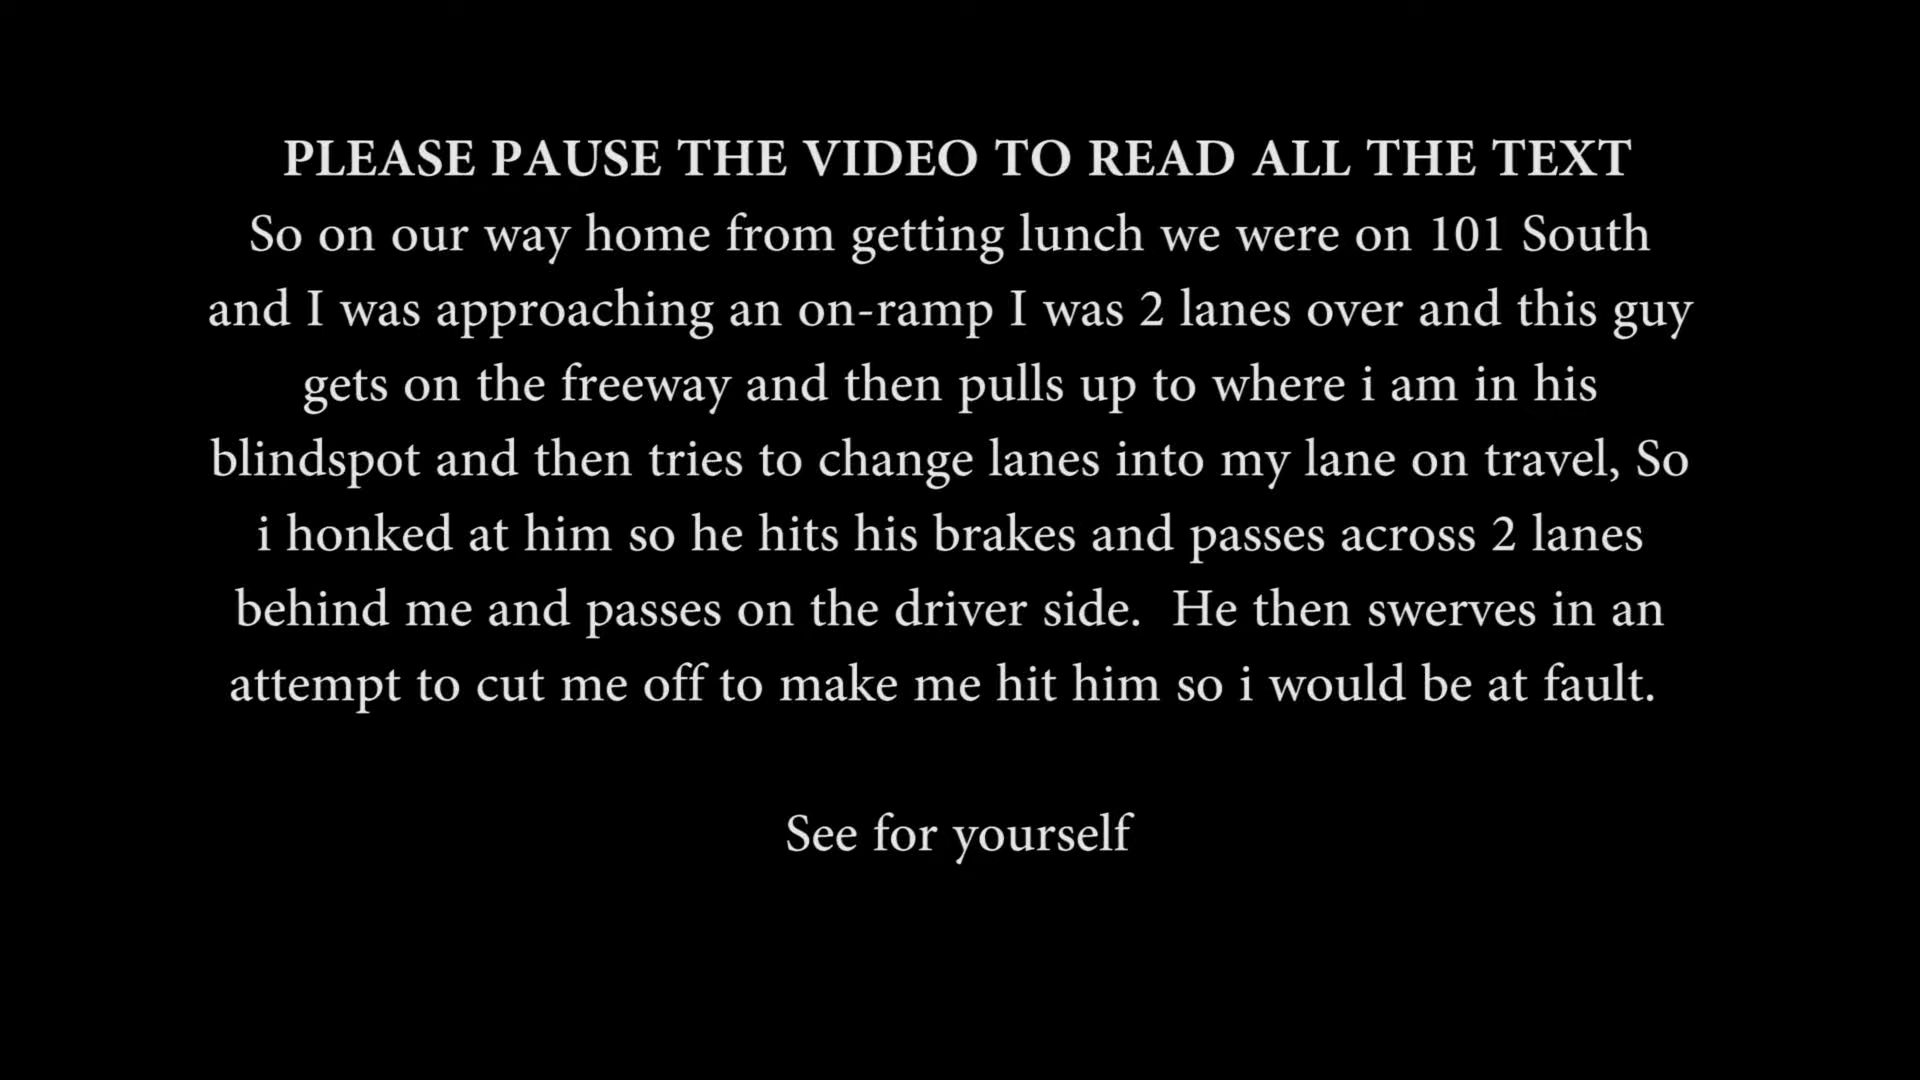 PLEASE PAUSE THE VIDEO TO READ ALL THE TEXT
So on our way home from getting lunch we were on 101 South
and I was approaching an on-ramp I was 2 lanes over and this guy
gets on the freeway and then pulls up to where i am in his
blindspot and then tries to change lanes into my lane on travel, So
i honked at him so he hits his brakes and passes across 2 lanes
behind me and passes on the driver side.  He then swerves in an
attempt to cut me off to make me hit him so i would be at fault.
See for yourself